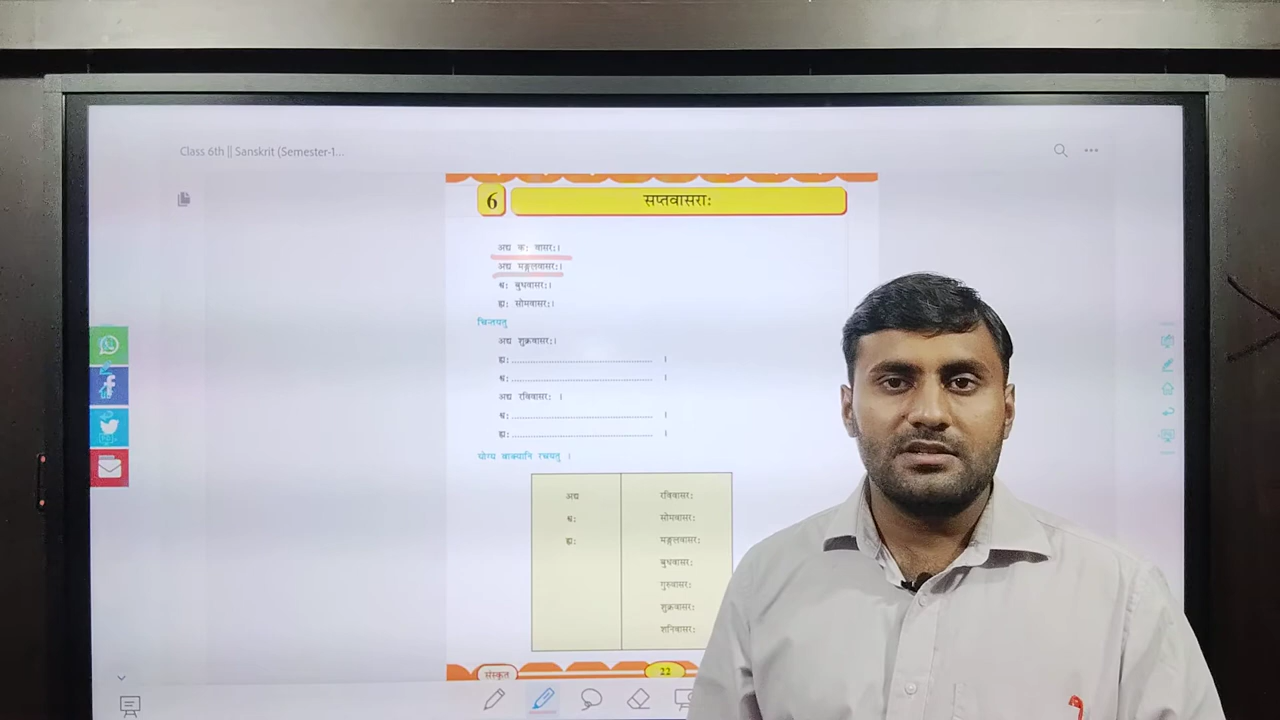 Class 6th || Sanskrit (Semester-1...
6 सप्तवासराः
अद्य कः वासरः।
अद्य मङ्गलवासरः।
श्वः बुधवासरः।
ह्यः सोमवासरः।
चिन्तयतु
अद्य शुक्रवासरः।
ह्यः ........................................................ ।
श्वः ........................................................ ।
अद्य रविवासरः ।
श्वः ........................................................ ।
ह्यः ........................................................ ।
योग्य वाक्यानि रचयतु ।
अद्य रविवासरः
श्वः सोमवासरः
ह्यः मङ्गलवासरः
बुधवासरः
गुरुवासरः
शुक्रवासरः
शनिवासरः
संस्कृत 22